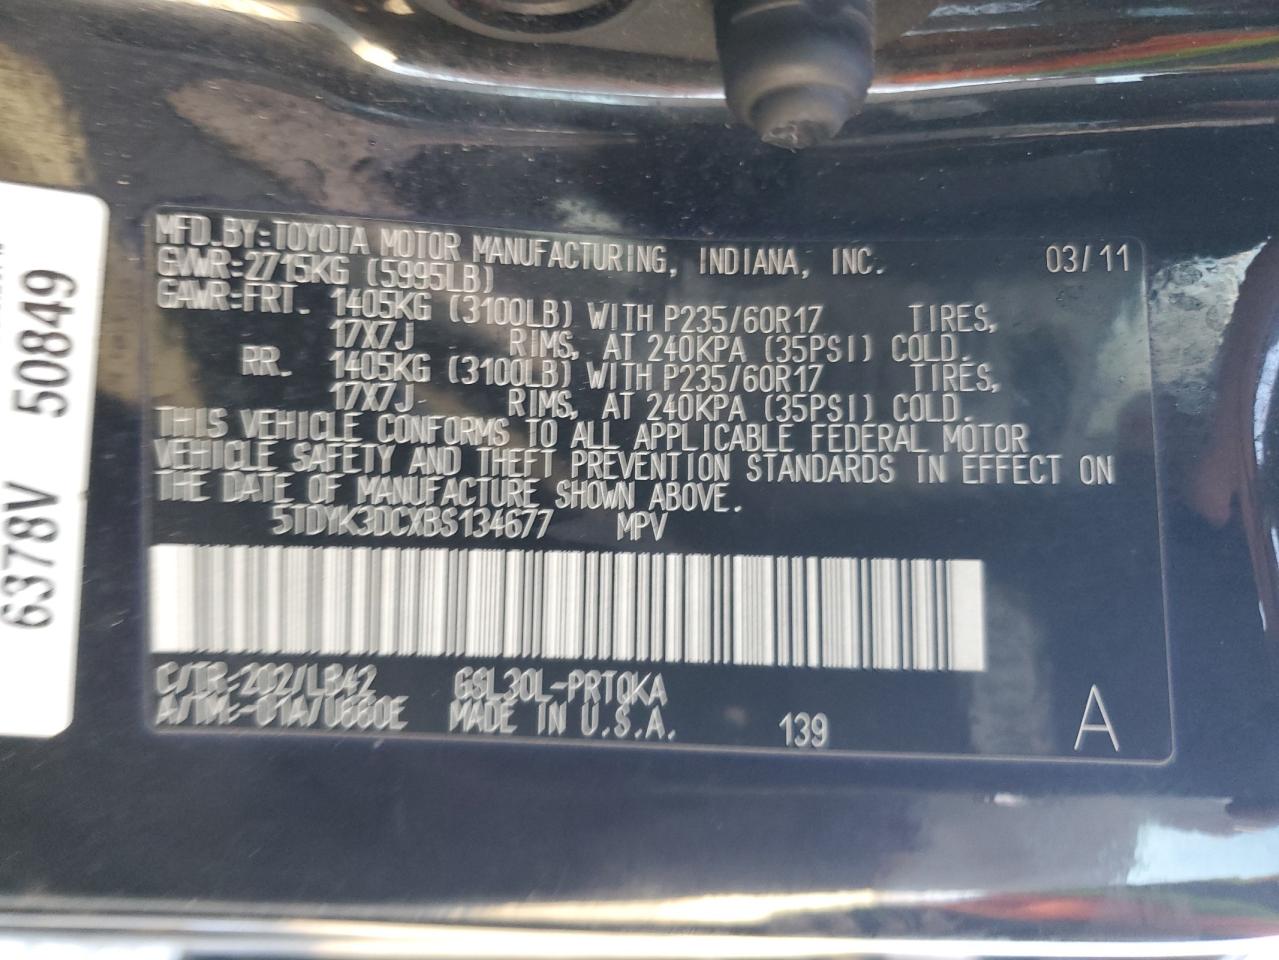 MFD.BY:TOYOTA MOTOR MANUFACTURING, INDIANA, INC. 03/11
GVWR:2715KG (5995LB)
GAWR:FRT. 1405KG (3100LB) WITH P235/60R17 TIRES,
17X7J RIMS, AT 240KPA (35PSI) COLD.
RR. 1405KG (3100LB) WITH P235/60R17 TIRES,
17X7J RIMS, AT 240KPA (35PSI) COLD.
THIS VEHICLE CONFORMS TO ALL APPLICABLE FEDERAL MOTOR
VEHICLE SAFETY AND THEFT PREVENTION STANDARDS IN EFFECT ON
THE DATE OF MANUFACTURE SHOWN ABOVE.
5TDYK3DCXBS134677 MPV
C/TR:202/LB42 GSL30L-PRTQKA
A/TM:-01A/U660E MADE IN U.S.A. 139 A
6378V 50849